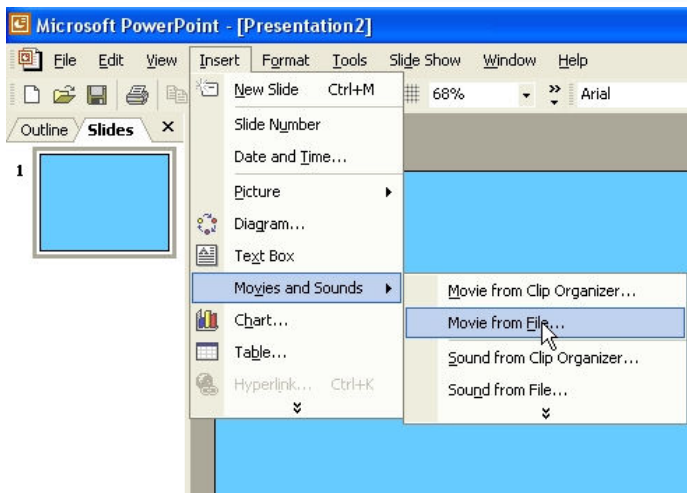 Microsoft PowerPoint - [Presentation2]
File Edit View Insert Format Tools Slide Show Window Help
68% Arial
Outline Slides
1
New Slide Ctrl+M
Slide Number
Date and Time...
Picture
Diagram...
Text Box
Movies and Sounds
Chart...
Table...
Hyperlink... Ctrl+K
Movie from Clip Organizer...
Movie from File...
Sound from Clip Organizer...
Sound from File...